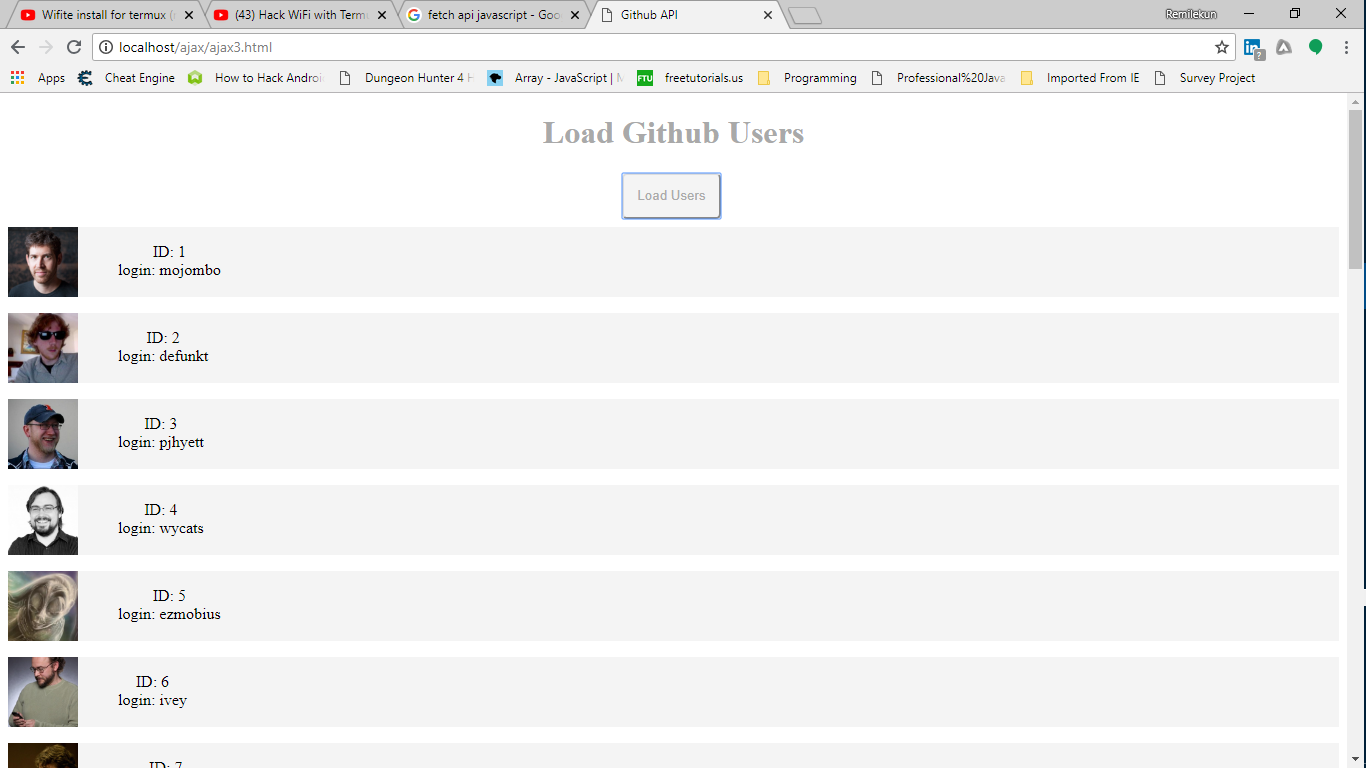 Wifite install for termux (
(43) Hack WiFi with Term
fetch api javascript - Goo
Github API
Remilekun
localhost/ajax/ajax3.html
Apps
Cheat Engine
How to Hack Androi
Dungeon Hunter 4 H
Array - JavaScript | M
FTU
freetutorials.us
Programming
Professional%20Java
Imported From IE
Survey Project
Load Github Users
Load Users
ID: 1
login: mojombo
ID: 2
login: defunkt
ID: 3
login: pjhyett
ID: 4
login: wycats
ID: 5
login: ezmobius
ID: 6
login: ivey
ID: 7